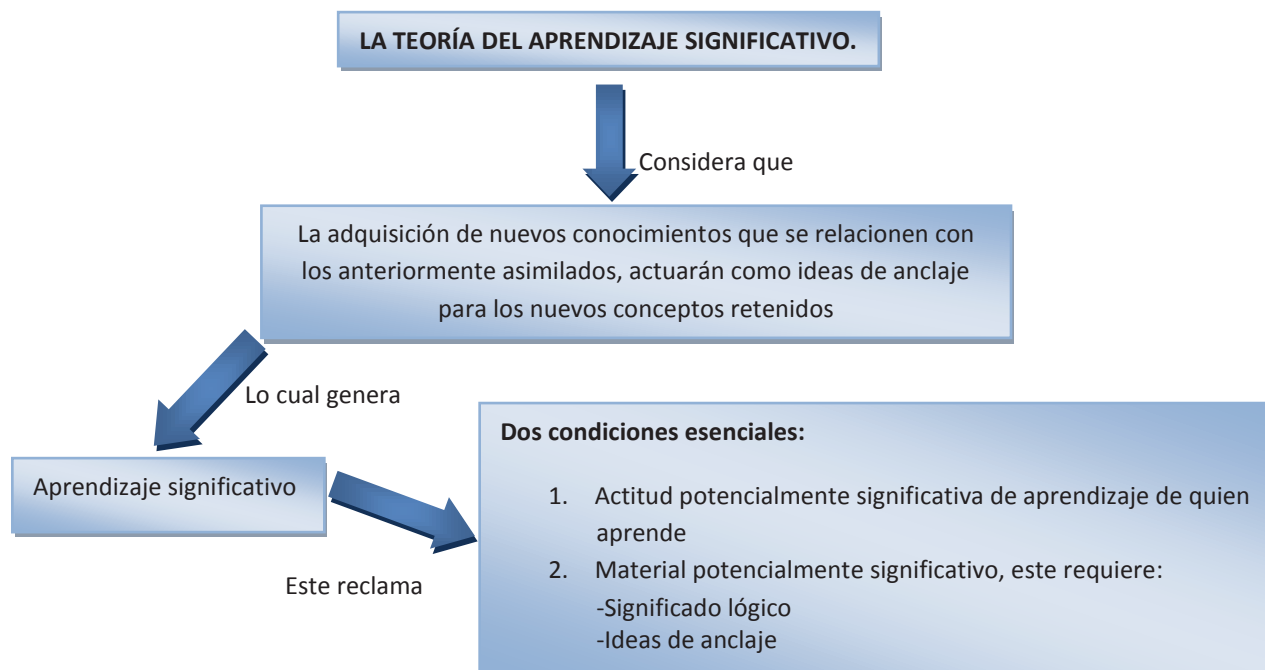 LA TEORÍA DEL APRENDIZAJE SIGNIFICATIVO.
Considera que
La adquisición de nuevos conocimientos que se relacionen con
los anteriormente asimilados, actuarán como ideas de anclaje
para los nuevos conceptos retenidos
Lo cual genera
Aprendizaje significativo
Este reclama
Dos condiciones esenciales:
1. Actitud potencialmente significativa de aprendizaje de quien
aprende
2. Material potencialmente significativo, este requiere:
-Significado lógico
-Ideas de anclaje